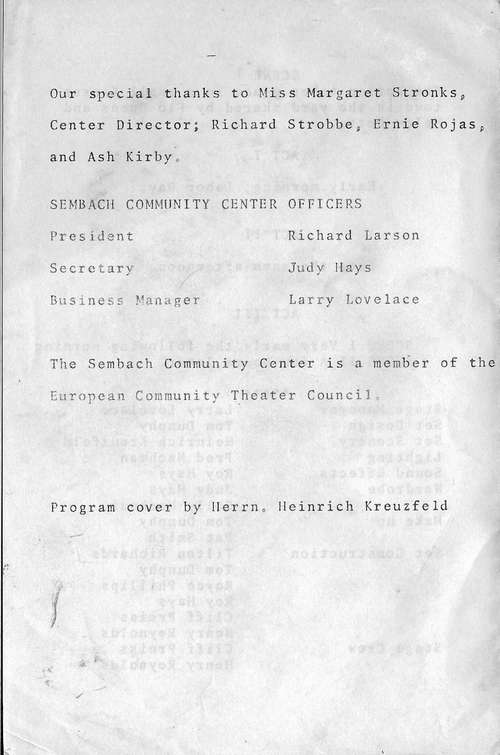 Our special thanks to Miss Margaret Stronks,
Center Director; Richard Strobbe, Ernie Rojas,
and Ash Kirby.
SEMBACH COMMUNITY CENTER OFFICERS
President Richard Larson
Secretary Judy Hays
Business Manager Larry Lovelace
The Sembach Community Center is a member of the
European Community Theater Council.
Program cover by Herrn. Heinrich Kreuzfeld